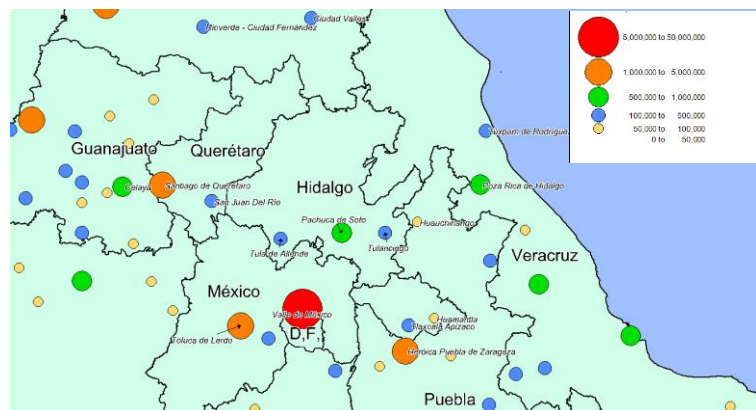 Ciudad Valles
Rioverde - Ciudad Fernández
5,000,000 to 50,000,000
1,000,000 to 5,000,000
500,000 to 1,000,000
100,000 to 500,000
50,000 to 100,000
0 to 50,000
Tuxpam de Rodríguez
Guanajuato
Querétaro
Hidalgo
Celaya
Santiago de Querétaro
Poza Rica de Hidalgo
San Juan Del Río
Pachuca de Soto
Huauchinango
Tula de Allende
Tulancingo
Veracruz
México
Valle de México
Huamantla
Tlaxcala Apizaco
D,F,
Toluca de Lerdo
Heroica Puebla de Zaragoza
Puebla